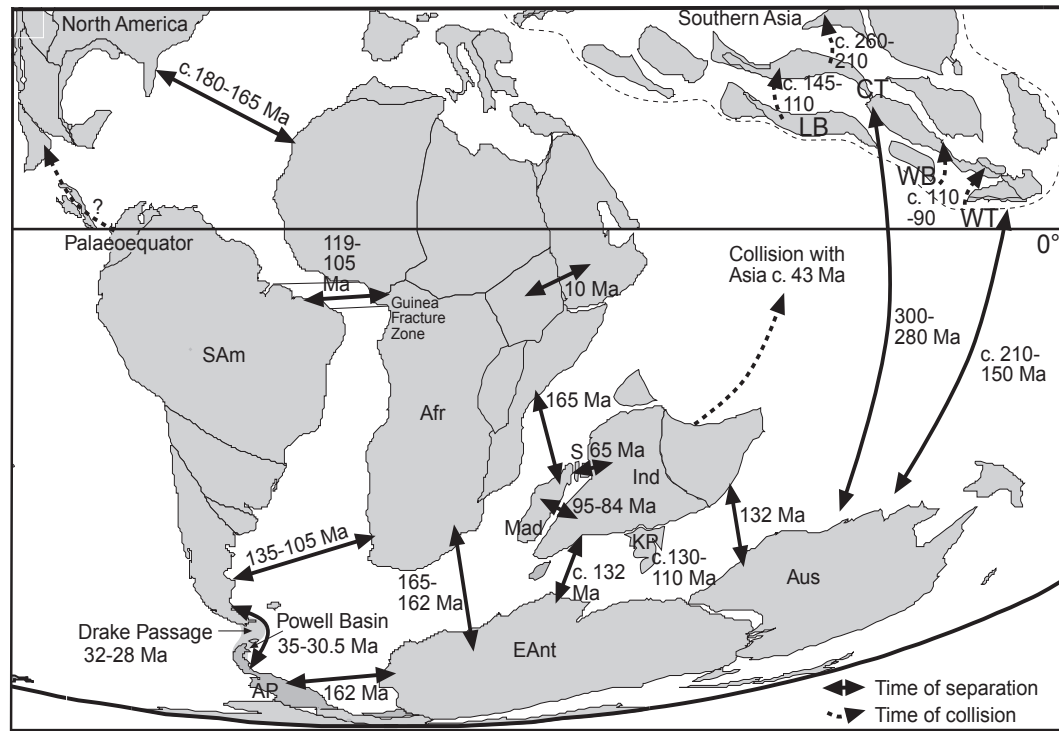 North America
Southern Asia
c. 260-
210
c.180-165 Ma
c. 145-
110
CT
LB
WB
c. 110
-90
WT
?
Palaeoequator
0°
119-
105
Ma
Collision with
Asia c. 43 Ma
10 Ma
Guinea
Fracture
Zone
300-
280 Ma
SAm
c. 210-
150 Ma
Afr
165 Ma
S
65 Ma
Ind
95-84 Ma
Mad
132 Ma
KP
135-105 Ma
c.130-
110 Ma
c. 132
Ma
Aus
165-
162 Ma
Powell Basin
35-30.5 Ma
Drake Passage
32-28 Ma
EAnt
AP
162 Ma
Time of separation
Time of collision